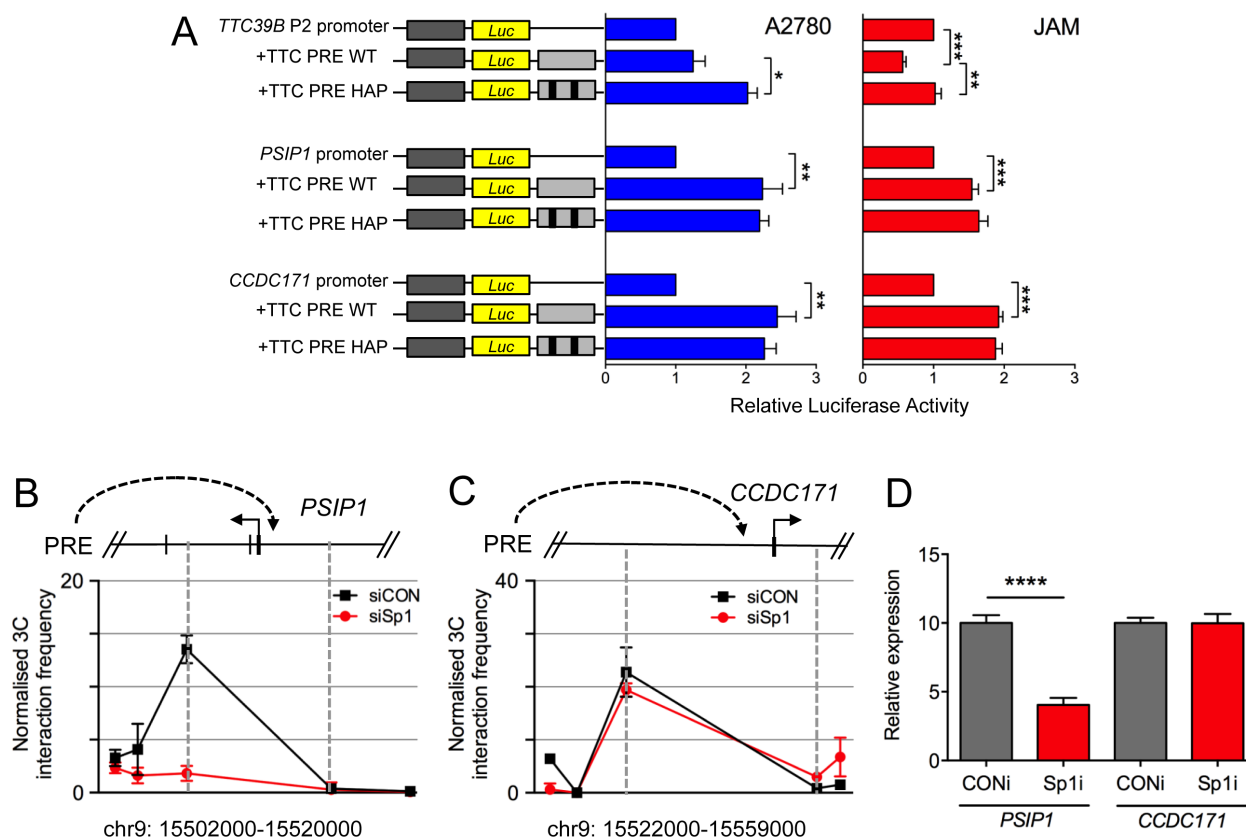 A
A2780
JAM
TTC39B P2 promoter
Luc
+TTC PRE WT
Luc
*
***
+TTC PRE HAP
Luc
**
PSIP1 promoter
Luc
+TTC PRE WT
Luc
**
***
+TTC PRE HAP
Luc
CCDC171 promoter
Luc
+TTC PRE WT
Luc
**
***
+TTC PRE HAP
Luc
0 1 2 3
0 1 2 3
Relative Luciferase Activity
B
PSIP1
PRE
20
siCON
siSp1
Normalised 3C
interaction frequency
0
chr9: 15502000-15520000
C
CCDC171
PRE
40
siCON
siSp1
Normalised 3C
interaction frequency
0
chr9: 15522000-15559000
D
15
10
5
0
Relative expression
****
CONi Sp1i CONi Sp1i
PSIP1 CCDC171